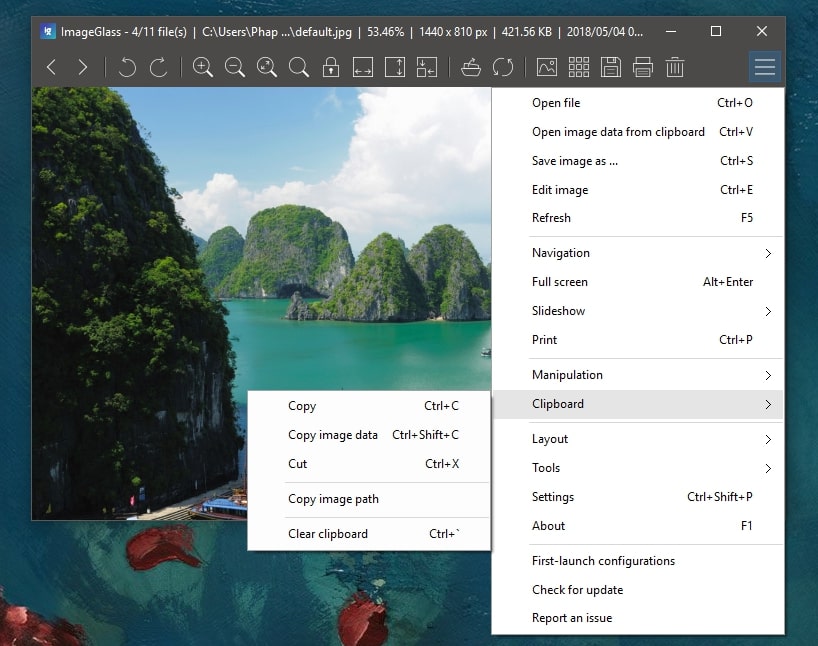 ImageGlass - 4/11 file(s) | C:\Users\Phap ...\default.jpg | 53.46% | 1440 x 810 px | 421.56 KB | 2018/05/04 0...
Open file Ctrl+O
Open image data from clipboard Ctrl+V
Save image as ... Ctrl+S
Edit image Ctrl+E
Refresh F5
Navigation
Full screen Alt+Enter
Slideshow
Print Ctrl+P
Manipulation
Clipboard
Copy Ctrl+C
Copy image data Ctrl+Shift+C
Cut Ctrl+X
Copy image path
Clear clipboard Ctrl+`
Layout
Tools
Settings Ctrl+Shift+P
About F1
First-launch configurations
Check for update
Report an issue